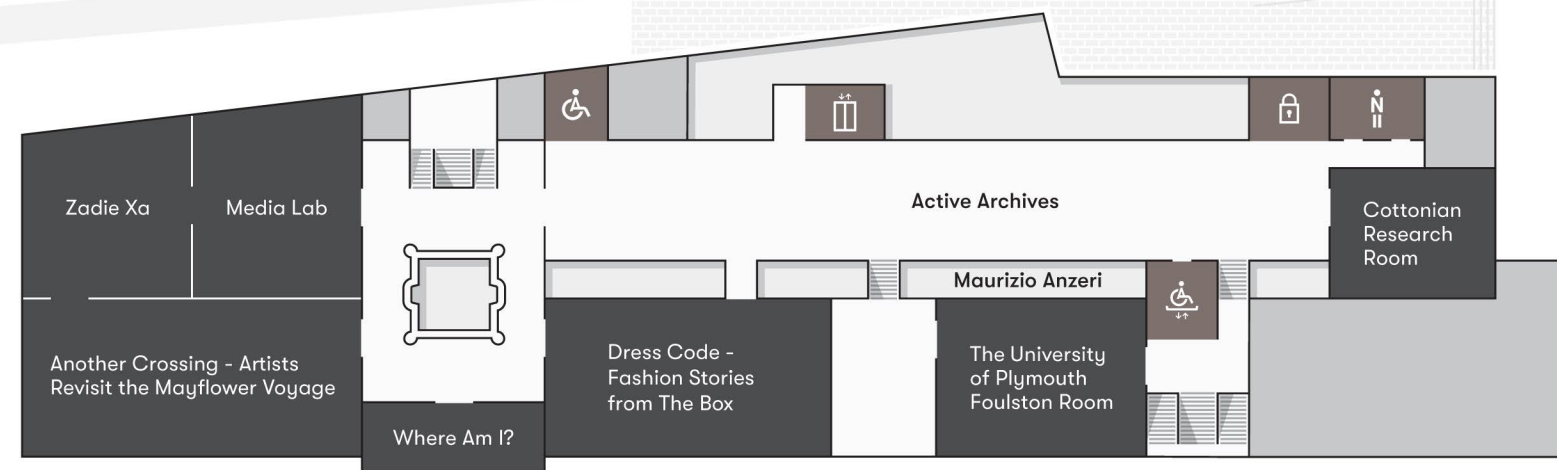 Zadie Xa
Media Lab
Active Archives
Cottonian
Research
Room
Maurizio Anzeri
Another Crossing - Artists
Revisit the Mayflower Voyage
Dress Code -
Fashion Stories
from The Box
The University
of Plymouth
Foulston Room
Where Am I?